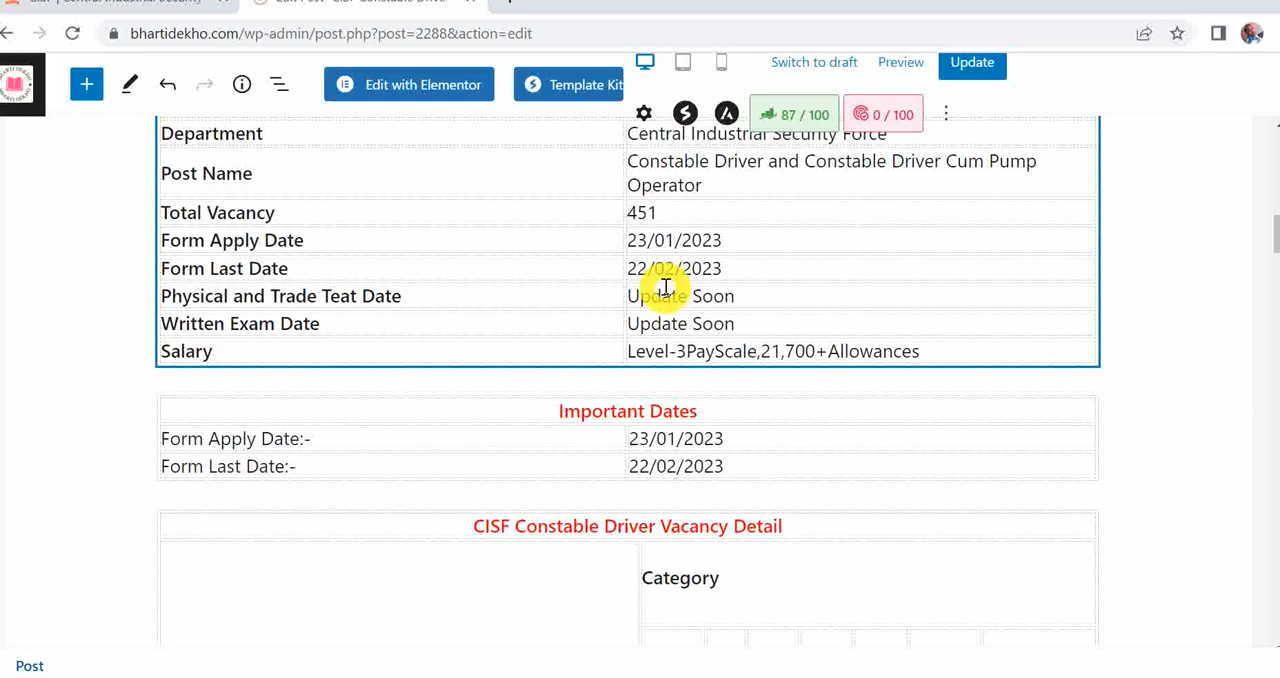 bhartidekho.com/wp-admin/post.php?post=2288&action=edit
Edit with Elementor
Template Kit
Switch to draft
Preview
Update
87 / 100
0 / 100
Department
Central Industrial Security Force
Post Name
Constable Driver and Constable Driver Cum Pump
Operator
Total Vacancy
451
Form Apply Date
23/01/2023
Form Last Date
22/02/2023
Physical and Trade Teat Date
Update Soon
Written Exam Date
Update Soon
Salary
Level-3PayScale,21,700+Allowances
Important Dates
Form Apply Date:-
23/01/2023
Form Last Date:-
22/02/2023
CISF Constable Driver Vacancy Detail
Category
Post